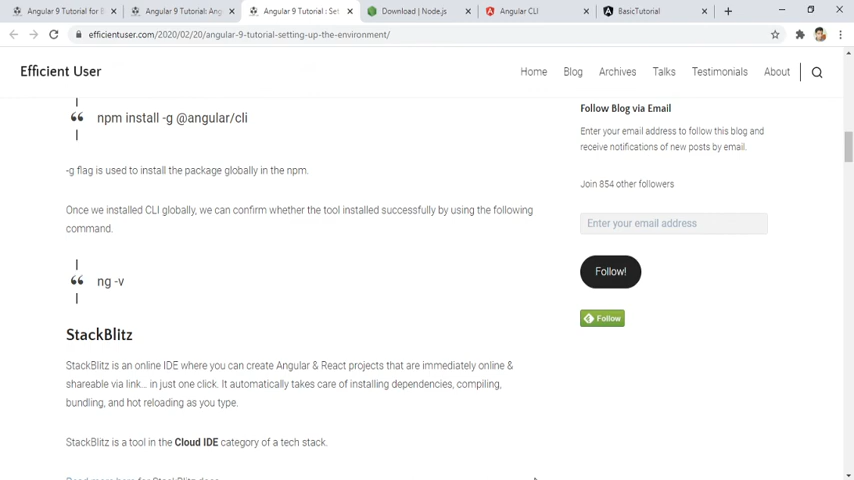 Angular 9 Tutorial for B
Angular 9 Tutorial: Ang
Angular 9 Tutorial : Set
Download | Node.js
Angular CLI
BasicTutorial
efficientuser.com/2020/02/20/angular-9-tutorial-setting-up-the-environment/
Efficient User
Home Blog Archives Talks Testimonials About
npm install -g @angular/cli
-g flag is used to install the package globally in the npm.
Once we installed CLI globally, we can confirm whether the tool installed successfully by using the following
command.
ng -v
StackBlitz
StackBlitz is an online IDE where you can create Angular & React projects that are immediately online &
shareable via link... in just one click. It automatically takes care of installing dependencies, compiling,
bundling, and hot reloading as you type.
StackBlitz is a tool in the Cloud IDE category of a tech stack.
Read more here for StackBlitz docs
Follow Blog via Email
Enter your email address to follow this blog and
receive notifications of new posts by email.
Join 854 other followers
Enter your email address
Follow!
Follow